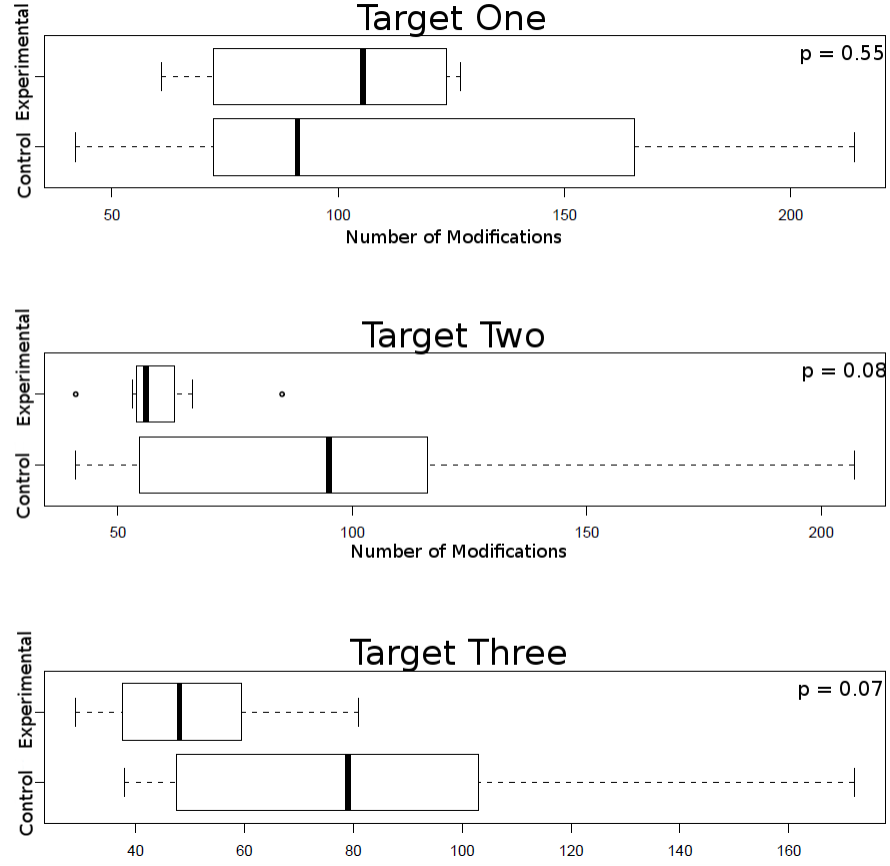 Target One
Experimental
p = 0.55
Control
50 100 150 200
Number of Modifications
Target Two
Experimental
p = 0.08
Control
50 100 150 200
Number of Modifications
Target Three
Experimental
p = 0.07
Control
40 60 80 100 120 140 160